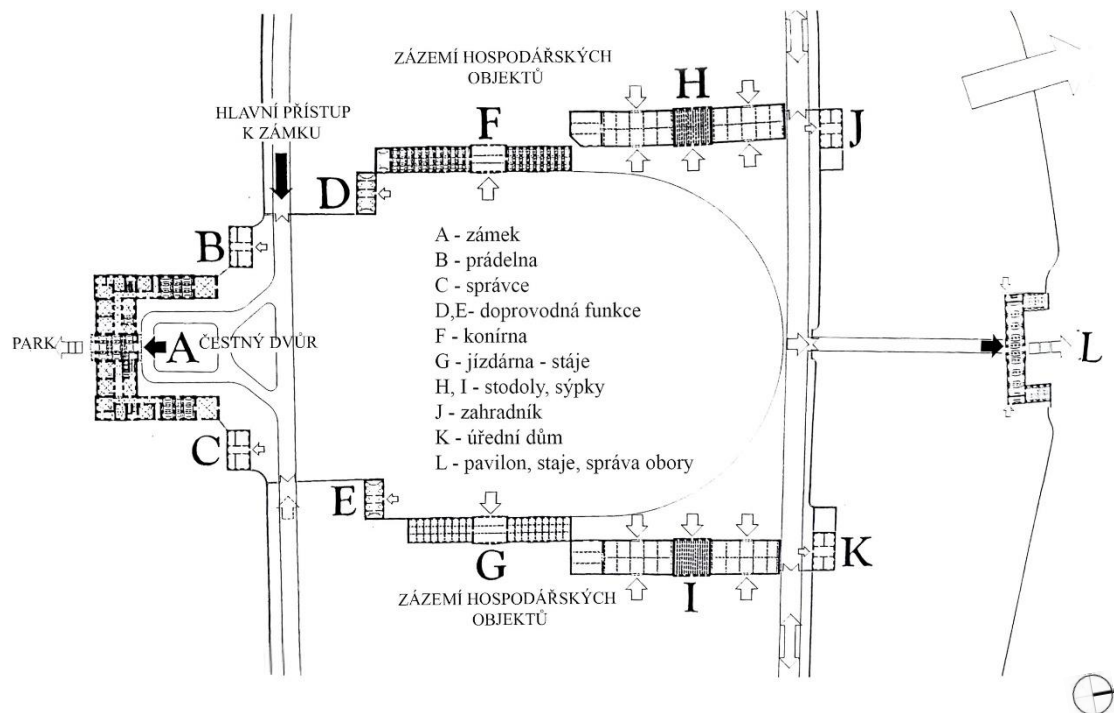 ZÁZEMÍ HOSPODÁŘSKÝCH
OBJEKTŮ
H
HLAVNÍ PŘÍSTUP
K ZÁMKU
F
J
D
B
A - zámek
B - prádelna
C - správce
D,E- doprovodná funkce
F - konírna
G - jízdárna - stáje
H, I - stodoly, sýpky
J - zahradník
K - úřední dům
L - pavilon, staje, správa obory
PARK
A
ČESTNÝ DVŮR
L
C
E
G
K
I
ZÁZEMÍ HOSPODÁŘSKÝCH
OBJEKTŮ